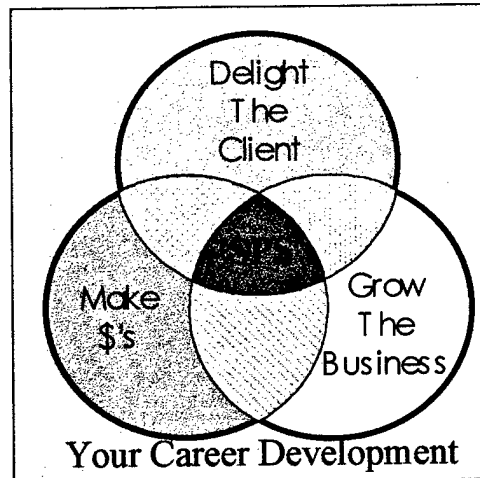 Delight
The
Client
Make
$'s
Grow
The
Business
Your Career Development